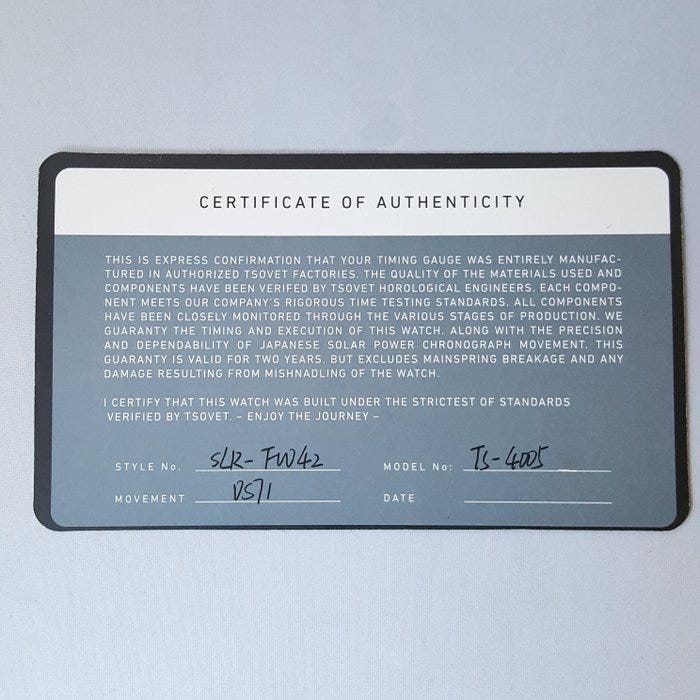 CERTIFICATE OF AUTHENTICITY
THIS IS EXPRESS CONFIRMATION THAT YOUR TIMING GAUGE WAS ENTIRELY MANUFAC-
TURED IN AUTHORIZED TSOVET FACTORIES. THE QUALITY OF THE MATERIALS USED AND
COMPONENTS HAVE BEEN VERIFED BY TSOVET HOROLOGICAL ENGINEERS. EACH COMPO-
NENT MEETS OUR COMPANY'S RIGOROUS TIME TESTING STANDARDS. ALL COMPONENTS
HAVE BEEN CLOSELY MONITORED THROUGH THE VARIOUS STAGES OF PRODUCTION. WE
GUARANTY THE TIMING AND EXECUTION OF THIS WATCH. ALONG WITH THE PRECISION
AND DEPENDABILITY OF JAPANESE SOLAR POWER CHRONOGRAPH MOVEMENT. THIS
GUARANTY IS VALID FOR TWO YEARS. BUT EXCLUDES MAINSPRING BREAKAGE AND ANY
DAMAGE RESULTING FROM MISHNADLING OF THE WATCH.
I CERTIFY THAT THIS WATCH WAS BUILT UNDER THE STRICTEST OF STANDARDS
VERIFIED BY TSOVET. – ENJOY THE JOURNEY –
STYLE No. SLR-FW42 MODEL No: TS-4005
MOVEMENT VS71 DATE